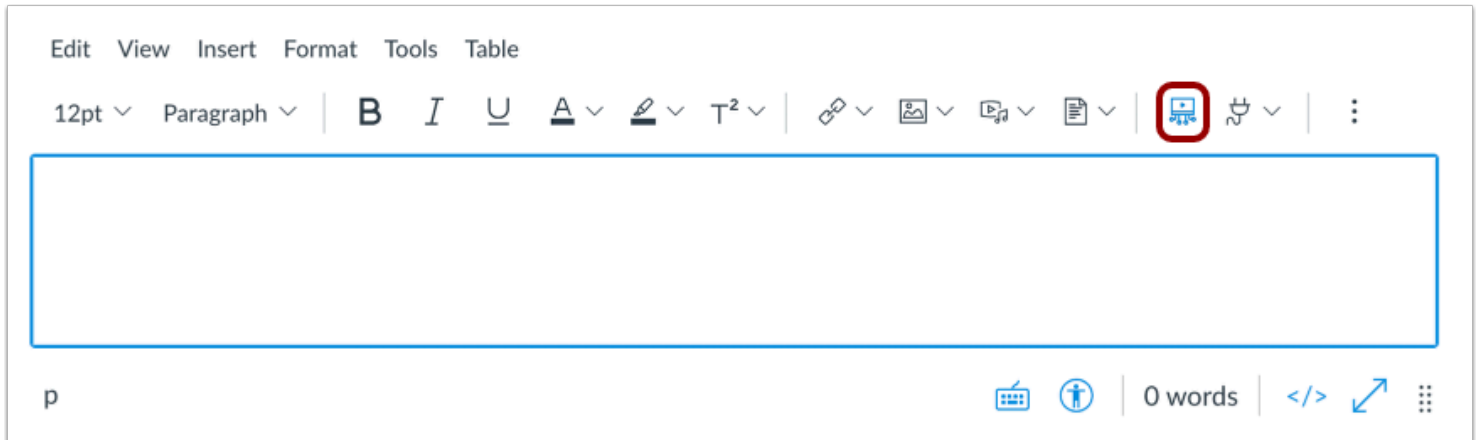 Edit View Insert Format Tools Table
12pt Paragraph B I U A T²
p 0 words </>